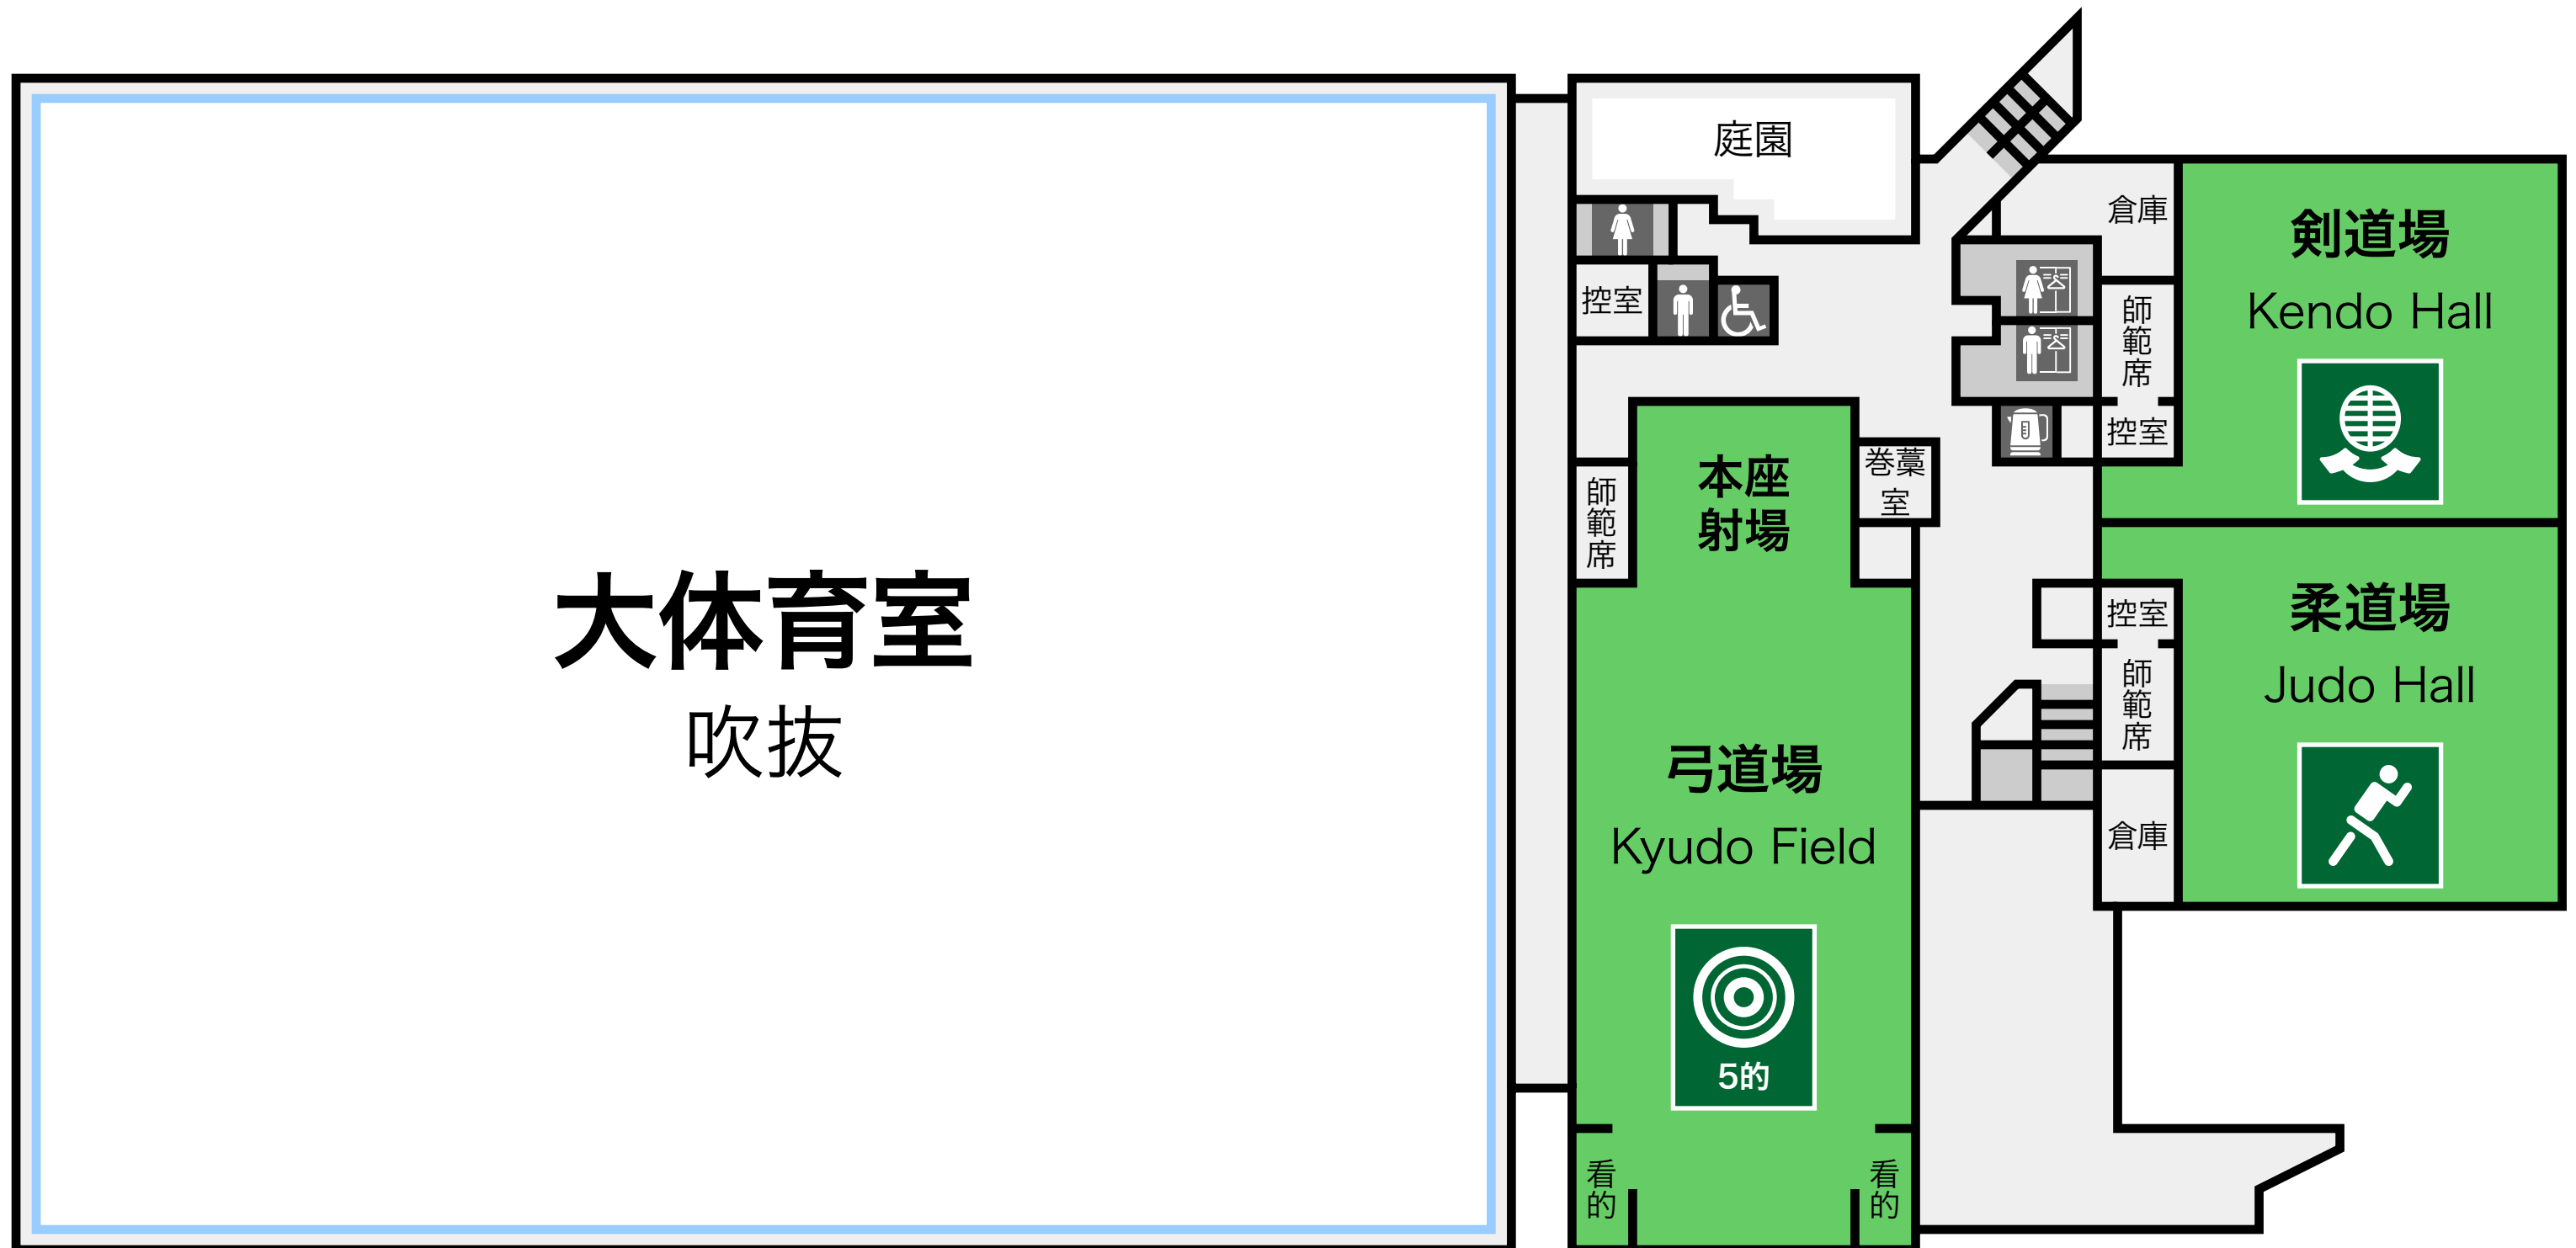 大体育室
吹抜
庭園
控室
師範席
本座
射場
巻藁
室
弓道場
Kyudo Field
5的
看的
看的
倉庫
師範席
控室
剣道場
Kendo Hall
控室
師範席
倉庫
柔道場
Judo Hall